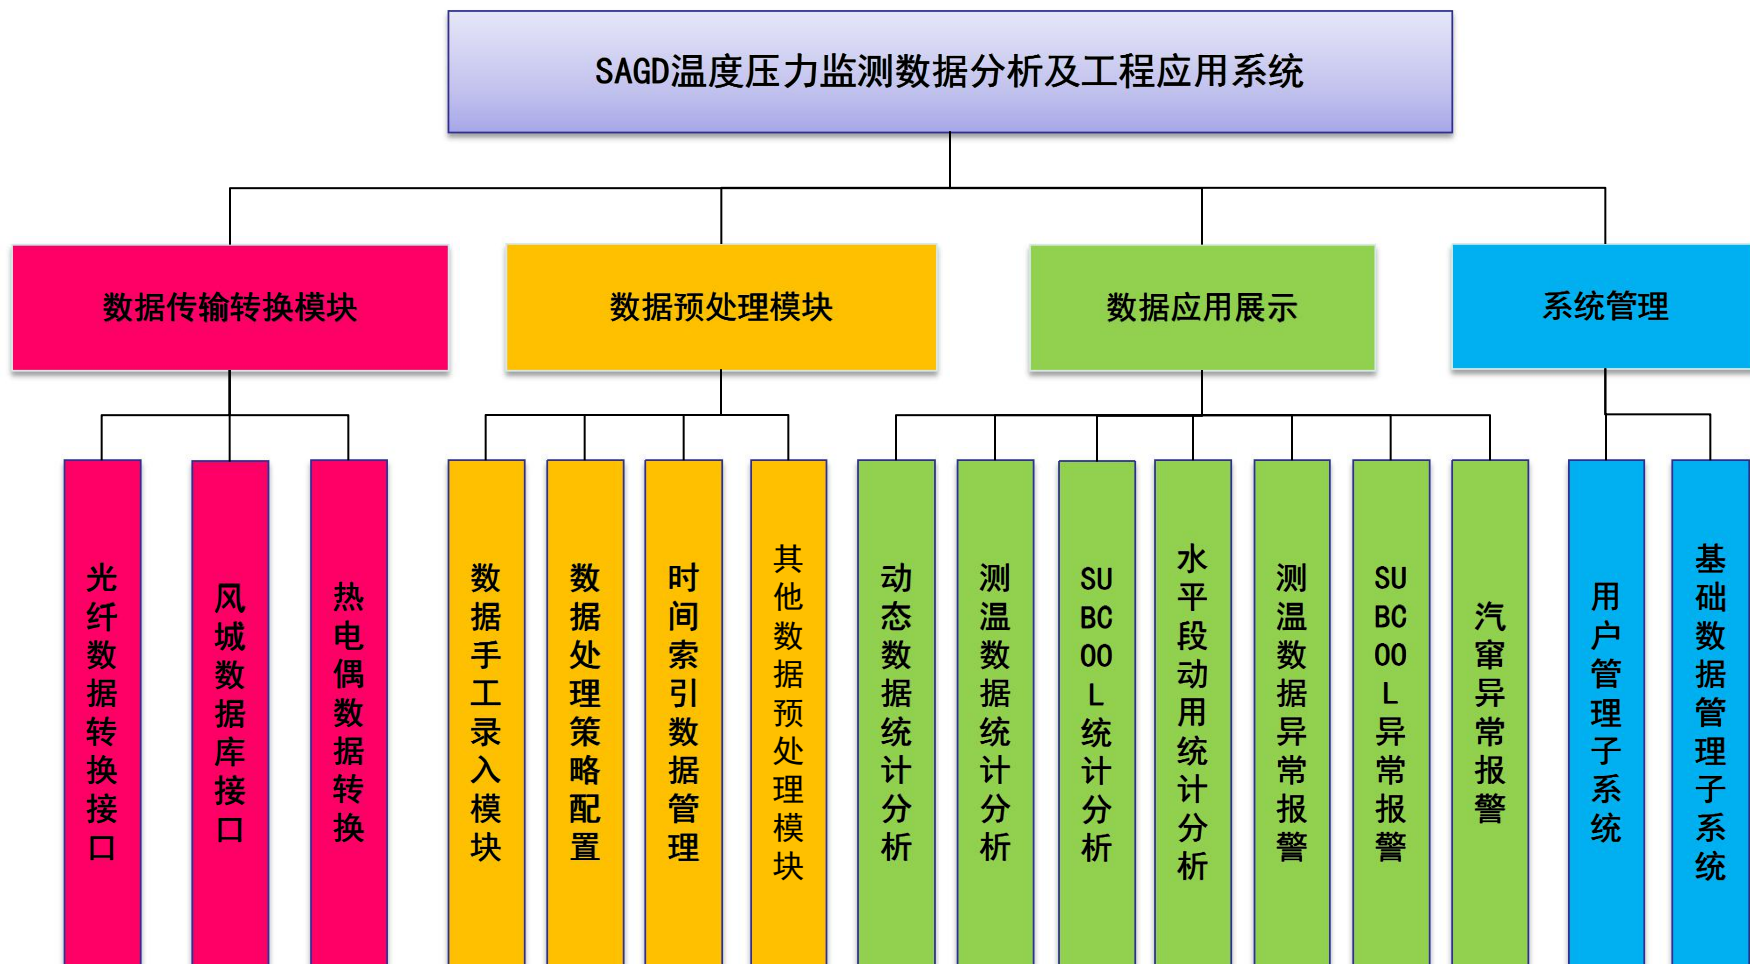 SAGD温度压力监测数据分析及工程应用系统
数据传输转换模块
数据预处理模块
数据应用展示
系统管理
光纤数据转换接口
风城数据库接口
热电偶数据转换
数据手工录入模块
数据处理策略配置
时间索引数据管理
其他数据预处理模块
动态数据统计分析
测温数据统计分析
SUBCOOL统计分析
水平段动用统计分析
测温数据异常报警
SUBCOOL异常报警
汽窜异常报警
用户管理子系统
基础数据管理子系统